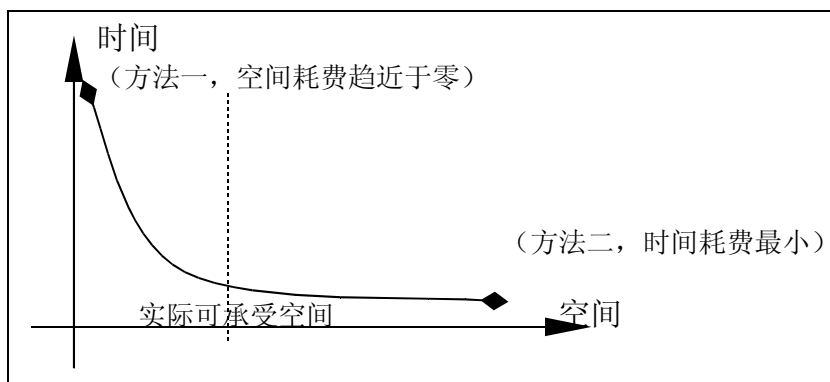 时间
（方法一，空间耗费趋近于零）
（方法二，时间耗费最小）
实际可承受空间
空间